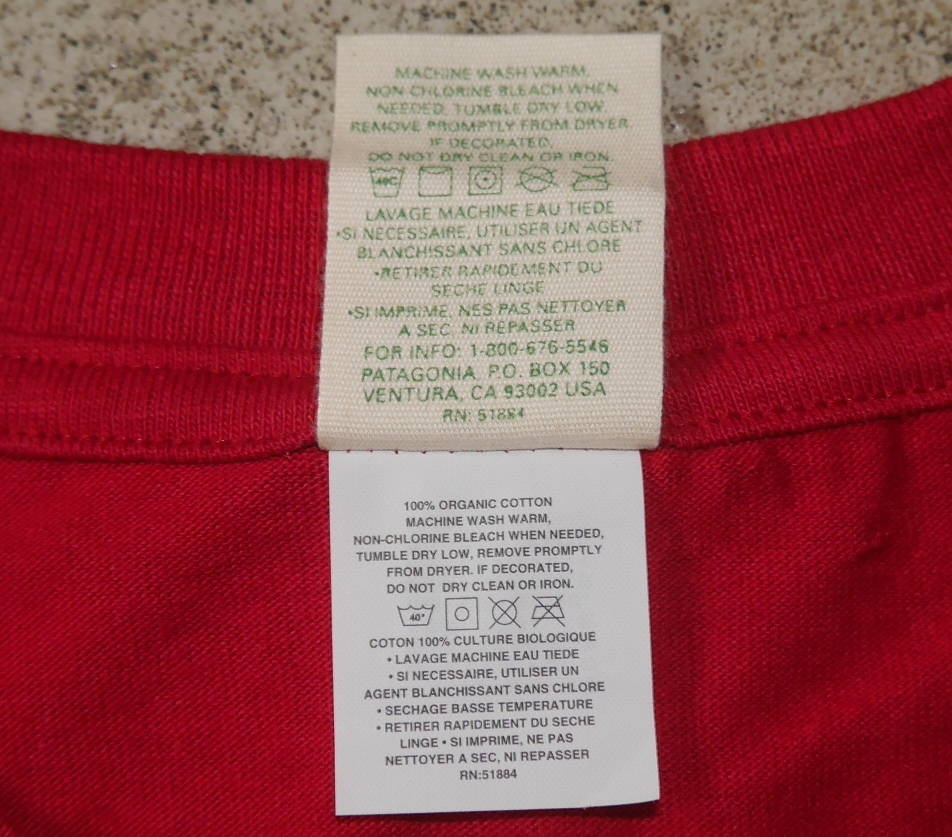 MACHINE WASH WARM,
NON-CHLORINE BLEACH WHEN
NEEDED, TUMBLE DRY LOW,
REMOVE PROMPTLY FROM DRYER.
IF DECORATED,
DO NOT DRY CLEAN OR IRON.
40C
LAVAGE MACHINE EAU TIEDE
•SI NECESSAIRE, UTILISER UN AGENT
BLANCHISSANT SANS CHLORE
•RETIRER RAPIDEMENT DU
SECHE LINGE
•SI IMPRIME, NES PAS NETTOYER
A SEC, NI REPASSER
FOR INFO: 1-800-676-5546
PATAGONIA, P.O. BOX 150
VENTURA, CA 93002 USA
RN: 51884
100% ORGANIC COTTON
MACHINE WASH WARM,
NON-CHLORINE BLEACH WHEN NEEDED,
TUMBLE DRY LOW, REMOVE PROMPTLY
FROM DRYER. IF DECORATED,
DO NOT DRY CLEAN OR IRON.
40°
COTON 100% CULTURE BIOLOGIQUE
• LAVAGE MACHINE EAU TIEDE
• SI NECESSAIRE, UTILISER UN
AGENT BLANCHISSANT SANS CHLORE
• SECHAGE BASSE TEMPERATURE
• RETIRER RAPIDEMENT DU SECHE
LINGE • SI IMPRIME, NE PAS
NETTOYER A SEC, NI REPASSER
RN:51884